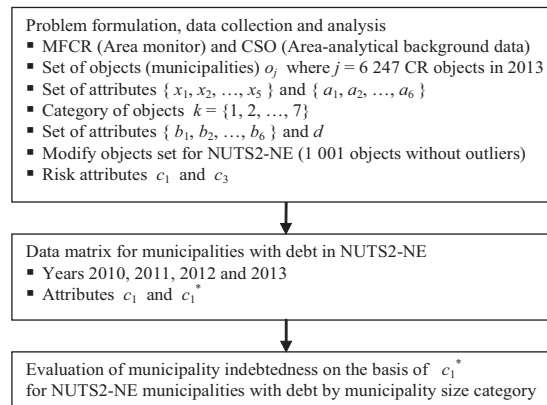 Problem formulation, data collection and analysis
▪ MFCR (Area monitor) and CSO (Area-analytical background data)
▪ Set of objects (municipalities) oⱼ where j = 6 247 CR objects in 2013
▪ Set of attributes { x₁, x₂, …, x₅ } and { a₁, a₂, …, a₆ }
▪ Category of objects k = {1, 2, …, 7}
▪ Set of attributes { b₁, b₂, …, b₆ } and d
▪ Modify objects set for NUTS2-NE (1 001 objects without outliers)
▪ Risk attributes c₁ and c₃
Data matrix for municipalities with debt in NUTS2-NE
▪ Years 2010, 2011, 2012 and 2013
▪ Attributes c₁ and c₁*
Evaluation of municipality indebtedness on the basis of c₁*
for NUTS2-NE municipalities with debt by municipality size category